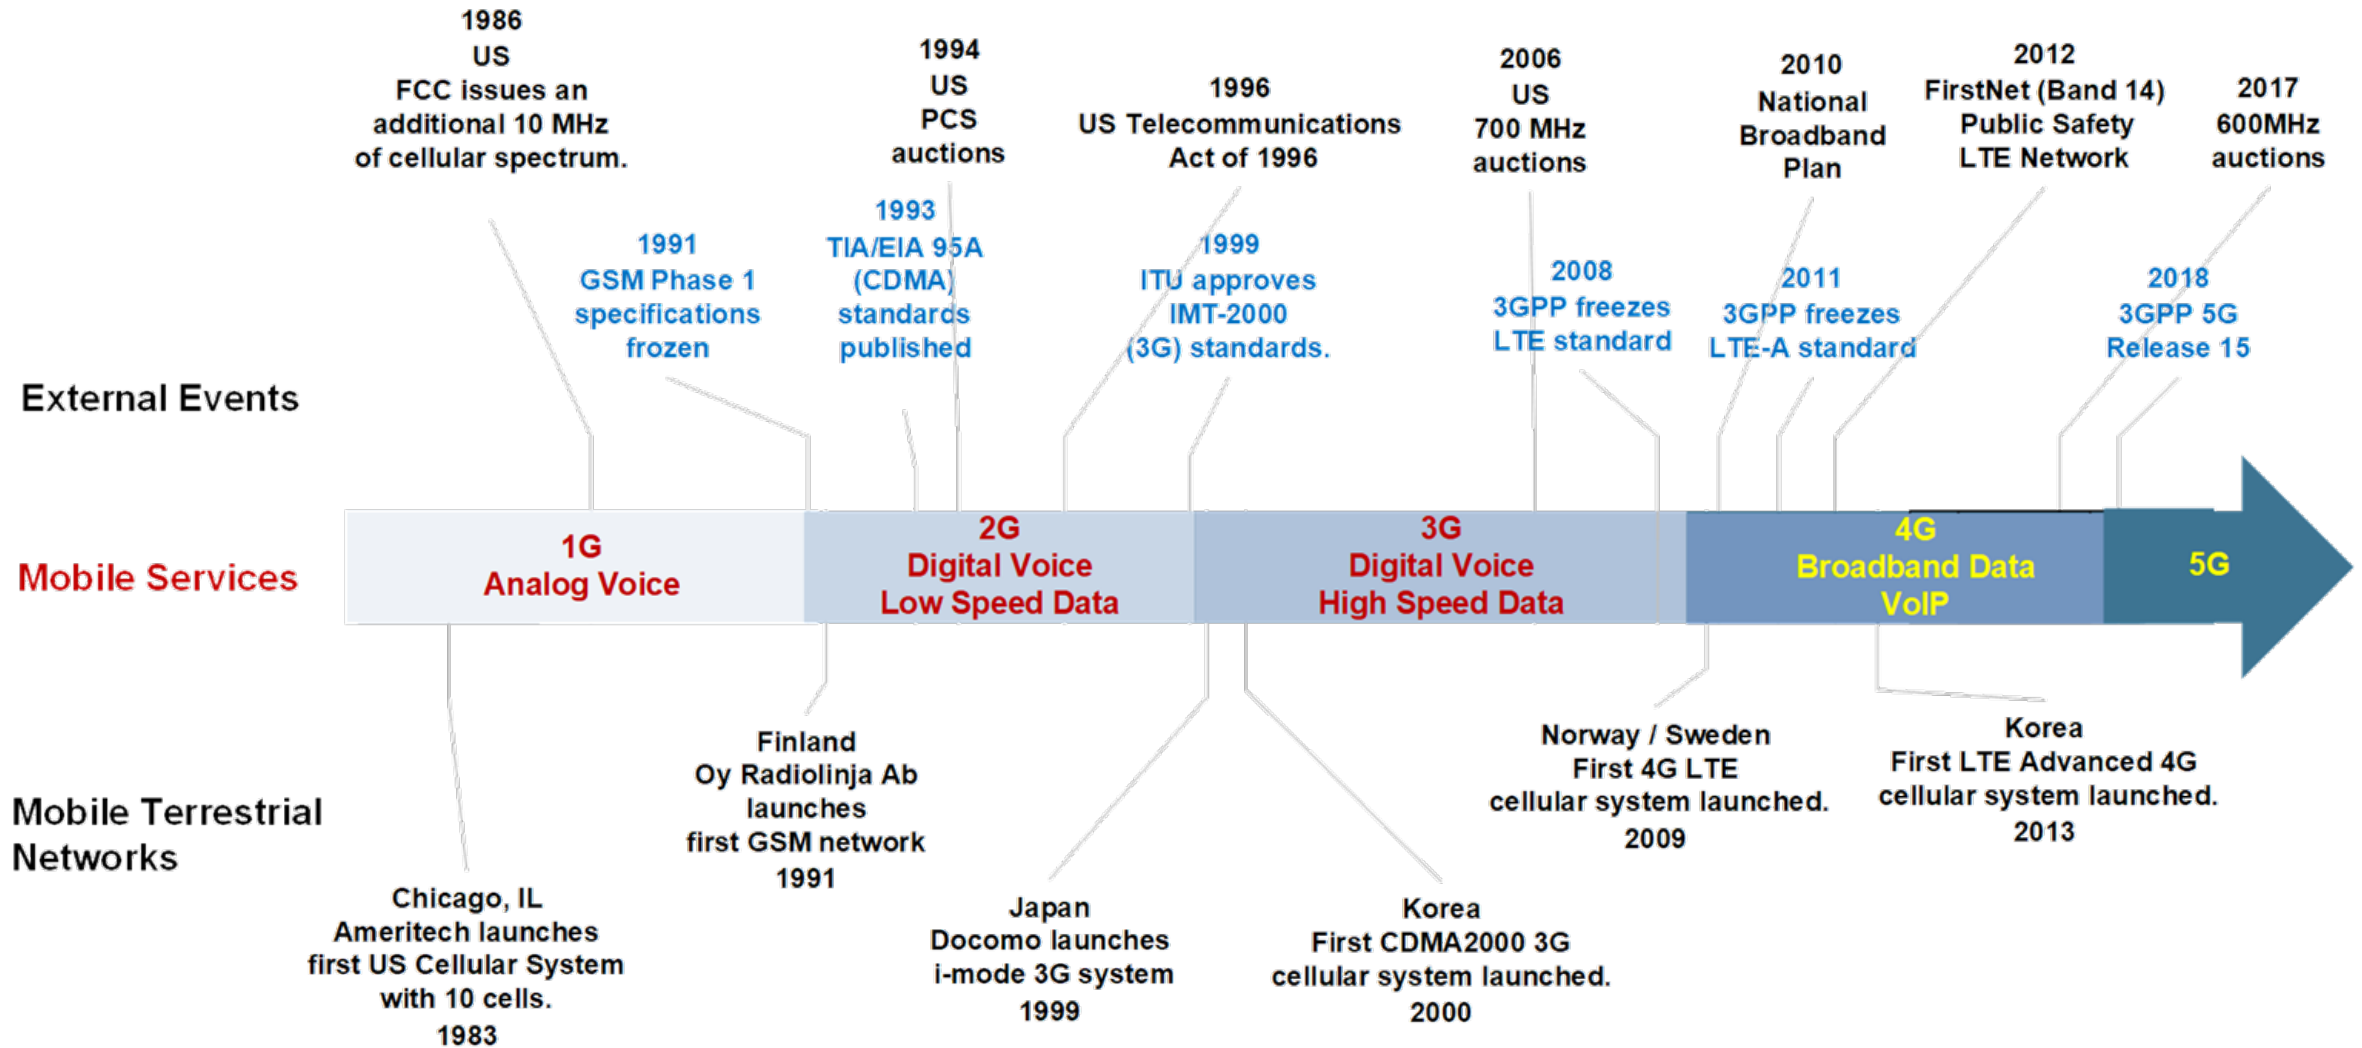 1986
US
FCC issues an
additional 10 MHz
of cellular spectrum.
1994
US
PCS
auctions
1996
US Telecommunications
Act of 1996
2006
US
700 MHz
auctions
2010
National
Broadband
Plan
2012
FirstNet (Band 14)
Public Safety
LTE Network
2017
600MHz
auctions
1991
GSM Phase 1
specifications
frozen
1993
TIA/EIA 95A
(CDMA)
standards
published
1999
ITU approves
IMT-2000
(3G) standards.
2008
3GPP freezes
LTE standard
2011
3GPP freezes
LTE-A standard
2018
3GPP 5G
Release 15
External Events
Mobile Services
1G
Analog Voice
2G
Digital Voice
Low Speed Data
3G
Digital Voice
High Speed Data
4G
Broadband Data
VoIP
5G
Mobile Terrestrial
Networks
Chicago, IL
Ameritech launches
first US Cellular System
with 10 cells.
1983
Finland
Oy Radiolinja Ab
launches
first GSM network
1991
Japan
Docomo launches
i-mode 3G system
1999
Korea
First CDMA2000 3G
cellular system launched.
2000
Norway / Sweden
First 4G LTE
cellular system launched.
2009
Korea
First LTE Advanced 4G
cellular system launched.
2013